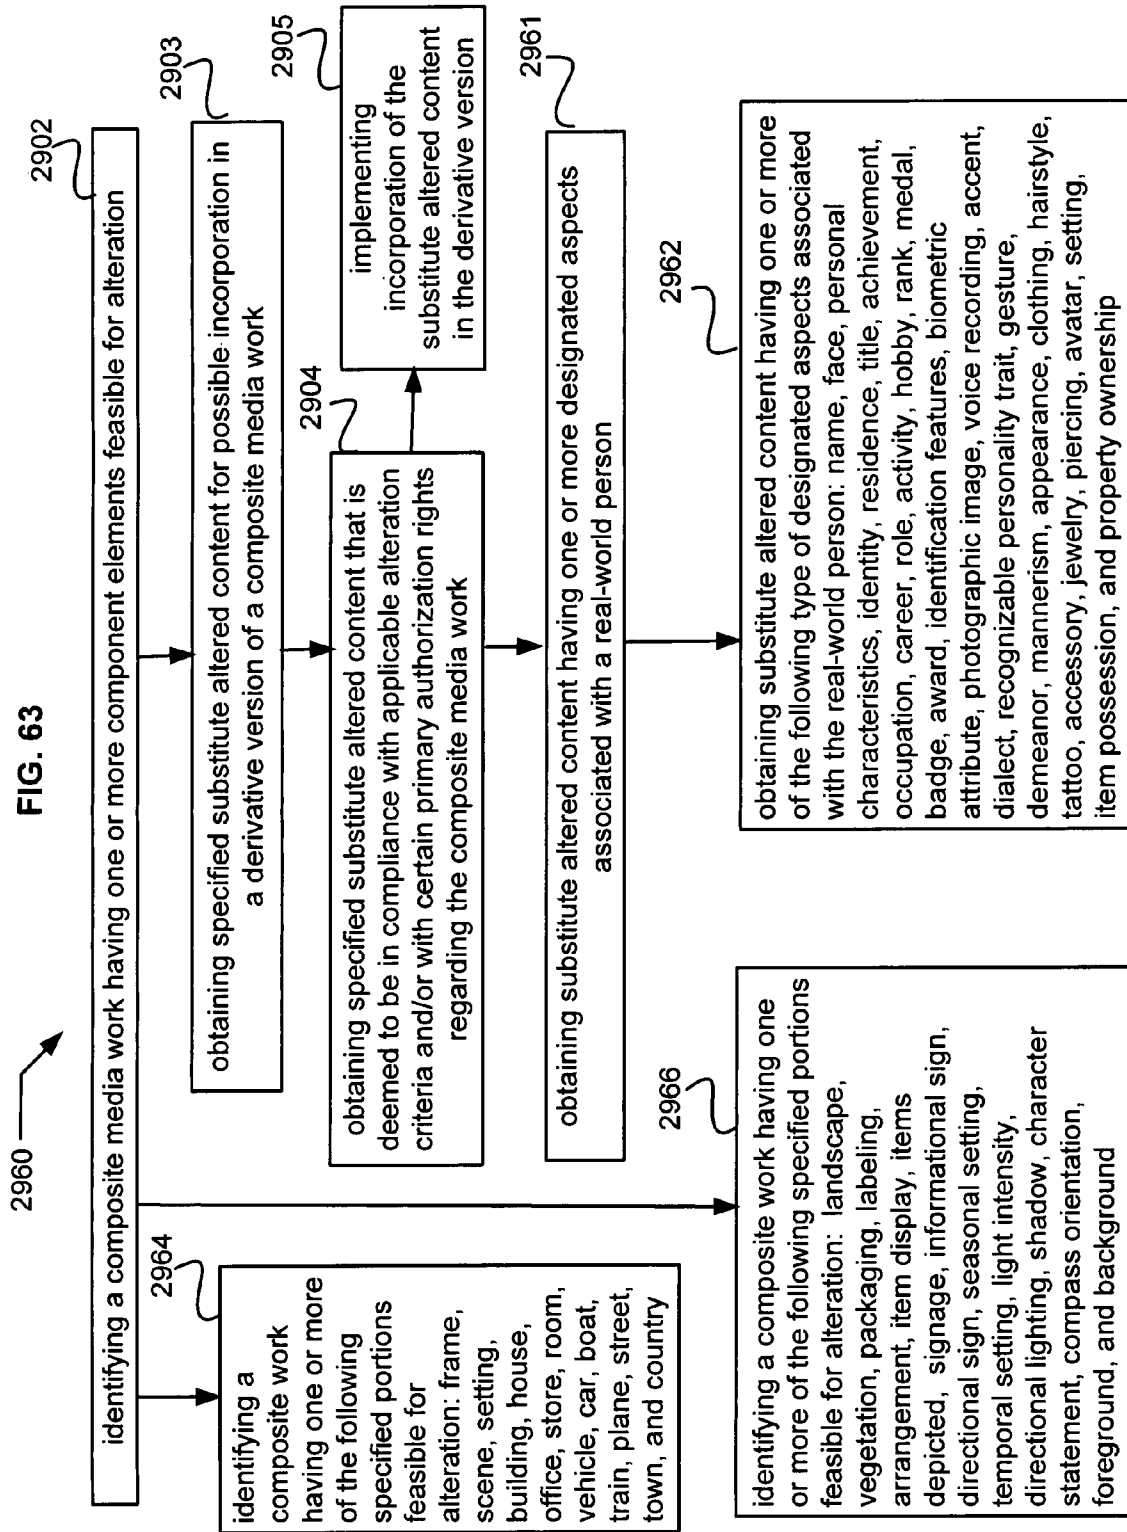 FIG. 63
2960
2902
identifying a composite media work having one or more component elements feasible for alteration
2903
obtaining specified substitute altered content for possible incorporation in
a derivative version of a composite media work
2904
obtaining specified substitute altered content that is
deemed to be in compliance with applicable alteration
criteria and/or with certain primary authorization rights
regarding the composite media work
2905
implementing
incorporation of the
substitute altered content
in the derivative version
2961
obtaining substitute altered content having one or more designated aspects
associated with a real-world person
2962
obtaining substitute altered content having one or more
of the following type of designated aspects associated
with the real-world person: name, face, personal
characteristics, identity, residence, title, achievement,
occupation, career, role, activity, hobby, rank, medal,
badge, award, identification features, biometric
attribute, photographic image, voice recording, accent,
dialect, recognizable personality trait, gesture,
demeanor, mannerism, appearance, clothing, hairstyle,
tattoo, accessory, jewelry, piercing, avatar, setting,
item possession, and property ownership
2964
identifying a
composite work
having one or more
of the following
specified portions
feasible for
alteration: frame,
scene, setting,
building, house,
office, store, room,
vehicle, car, boat,
train, plane, street,
town, and country
2966
identifying a composite work having one
or more of the following specified portions
feasible for alteration: landscape,
vegetation, packaging, labeling,
arrangement, item display, items
depicted, signage, informational sign,
directional sign, seasonal setting,
temporal setting, light intensity,
directional lighting, shadow, character
statement, compass orientation,
foreground, and background